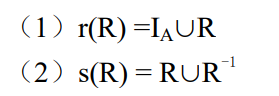 （1）r(R) =I_A∪R
（2）s(R) = R∪R⁻¹